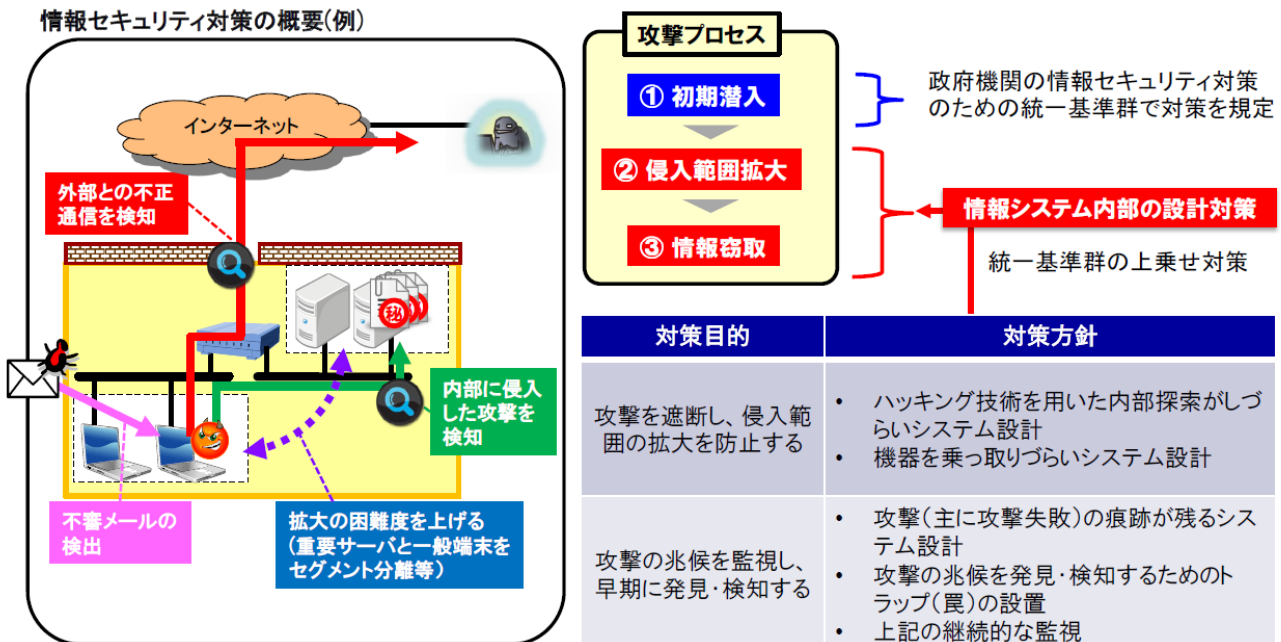 情報セキュリティ対策の概要(例)
インターネット
外部との不正
通信を検知
秘
内部に侵入
した攻撃を
検知
不審メールの
検出
拡大の困難度を上げる
(重要サーバと一般端末を
セグメント分離等)
攻撃プロセス
① 初期潜入
② 侵入範囲拡大
③ 情報窃取
政府機関の情報セキュリティ対策
のための統一基準群で対策を規定
情報システム内部の設計対策
統一基準群の上乗せ対策
対策目的
対策方針
攻撃を遮断し、侵入範
囲の拡大を防止する
• ハッキング技術を用いた内部探索がしづ
らいシステム設計
• 機器を乗っ取りづらいシステム設計
攻撃の兆候を監視し、
早期に発見・検知する
• 攻撃(主に攻撃失敗)の痕跡が残るシス
テム設計
• 攻撃の兆候を発見・検知するためのト
ラップ(罠)の設置
• 上記の継続的な監視